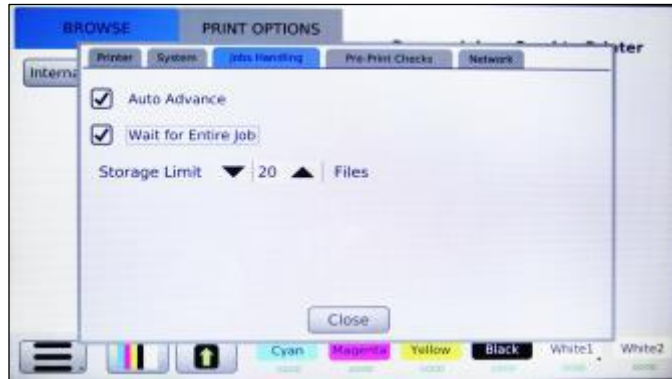 BROWSE PRINT OPTIONS
Printer System Jobs Handling Pre-Print Checks Network
Interna
Auto Advance
Wait for Entire Job
Storage Limit 20 Files
Close
Cyan Magenta Yellow Black White1 White2